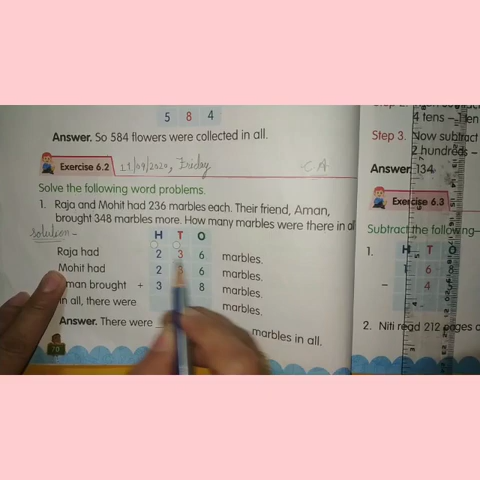 5 8 4
Answer. So 584 flowers were collected in all.
Exercise 6.2 11/09/2020, Friday C.A
Solve the following word problems.
1. Raja and Mohit had 236 marbles each. Their friend, Aman,
brought 348 marbles more. How many marbles were there in all
Solution-
H T O
Raja had 2 3 6 marbles.
Mohit had 2 3 6 marbles.
man brought + 3 8 marbles.
in all, there were marbles.
Answer. There were marbles in all.
4 tens – 1 ten
Step 3. Now subtract
2 hundreds –
Answer. 134
Exercise 6.3
Subtract the following–
H T O
1. 1 6 8
– 4
2. Niti read 212 pages